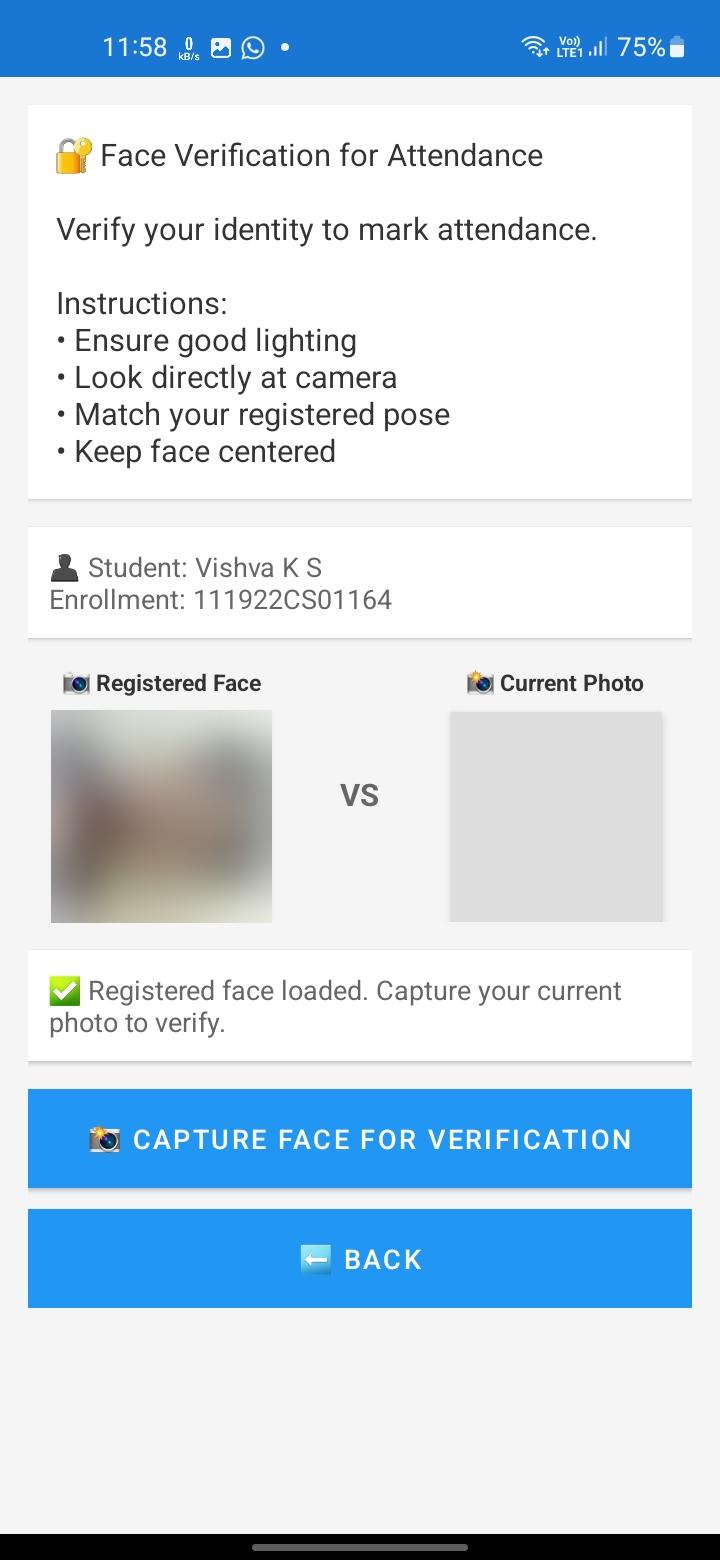 11:58 0 kB/s Vo)) LTE1 75%
🔐 Face Verification for Attendance
Verify your identity to mark attendance.
Instructions:
• Ensure good lighting
• Look directly at camera
• Match your registered pose
• Keep face centered
👤 Student: Vishva K S
Enrollment: 111922CS01164
📷 Registered Face
📸 Current Photo
VS
✅ Registered face loaded. Capture your current
photo to verify.
📸 CAPTURE FACE FOR VERIFICATION
⬅️ BACK